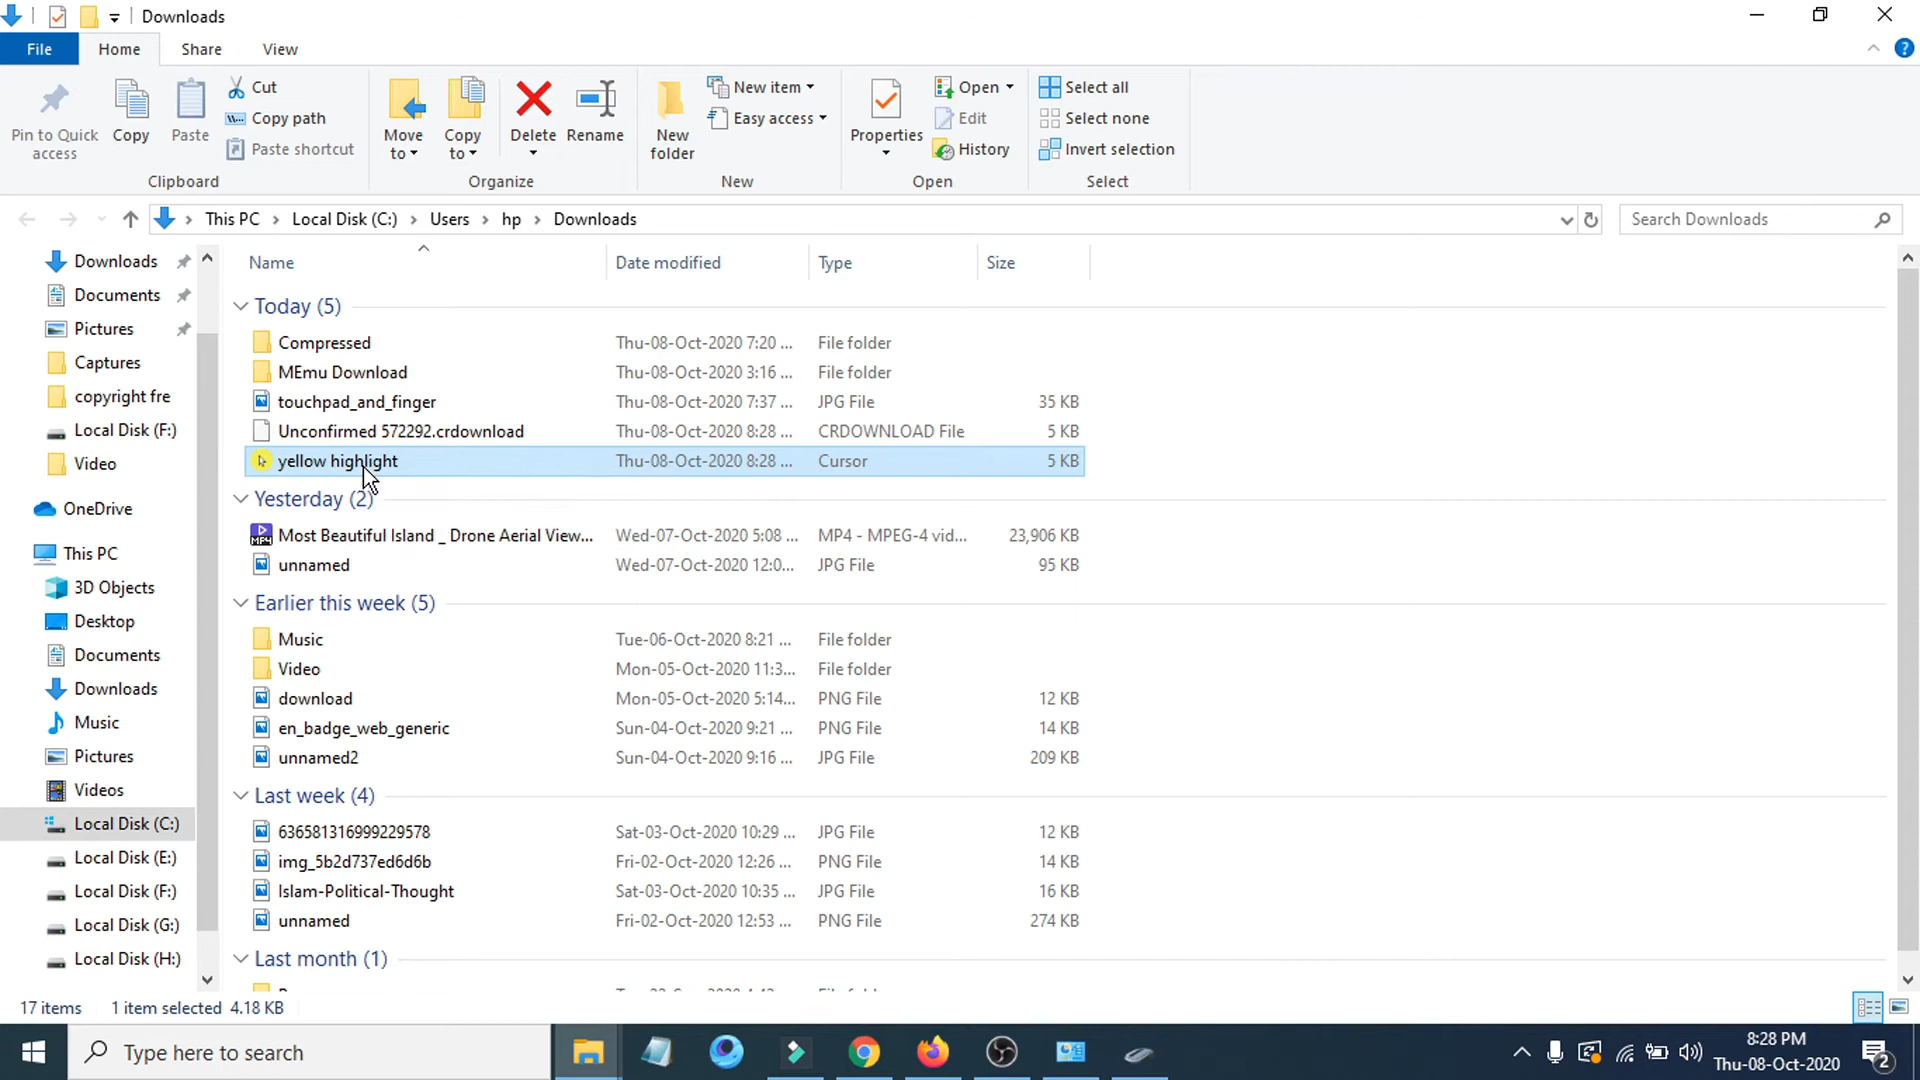 Downloads
File Home Share View
Pin to Quick access
Copy
Paste
Cut
Copy path
Paste shortcut
Clipboard
Move to
Copy to
Delete
Rename
Organize
New folder
New item
Easy access
New
Properties
Open
Edit
History
Open
Select all
Select none
Invert selection
Select
This PC Local Disk (C:) Users hp Downloads
Search Downloads
Downloads
Documents
Pictures
Captures
copyright fre
Local Disk (F:)
Video
OneDrive
This PC
3D Objects
Desktop
Documents
Downloads
Music
Pictures
Videos
Local Disk (C:)
Local Disk (E:)
Local Disk (F:)
Local Disk (G:)
Local Disk (H:)
Name Date modified Type Size
Today (5)
Compressed Thu-08-Oct-2020 7:20 ... File folder
MEmu Download Thu-08-Oct-2020 3:16 ... File folder
touchpad_and_finger Thu-08-Oct-2020 7:37 ... JPG File 35 KB
Unconfirmed 572292.crdownload Thu-08-Oct-2020 8:28 ... CRDOWNLOAD File 5 KB
yellow highlight Thu-08-Oct-2020 8:28 ... Cursor 5 KB
Yesterday (2)
Most Beautiful Island _ Drone Aerial View... Wed-07-Oct-2020 5:08 ... MP4 - MPEG-4 vid... 23,906 KB
unnamed Wed-07-Oct-2020 12:0... JPG File 95 KB
Earlier this week (5)
Music Tue-06-Oct-2020 8:21 ... File folder
Video Mon-05-Oct-2020 11:3... File folder
download Mon-05-Oct-2020 5:14... PNG File 12 KB
en_badge_web_generic Sun-04-Oct-2020 9:21 ... PNG File 14 KB
unnamed2 Sun-04-Oct-2020 9:16 ... JPG File 209 KB
Last week (4)
636581316999229578 Sat-03-Oct-2020 10:29 ... JPG File 12 KB
img_5b2d737ed6d6b Fri-02-Oct-2020 12:26 ... PNG File 14 KB
Islam-Political-Thought Sat-03-Oct-2020 10:35 ... JPG File 16 KB
unnamed Fri-02-Oct-2020 12:53 ... PNG File 274 KB
Last month (1)
17 items 1 item selected 4.18 KB
Type here to search
8:28 PM
Thu-08-Oct-2020
2